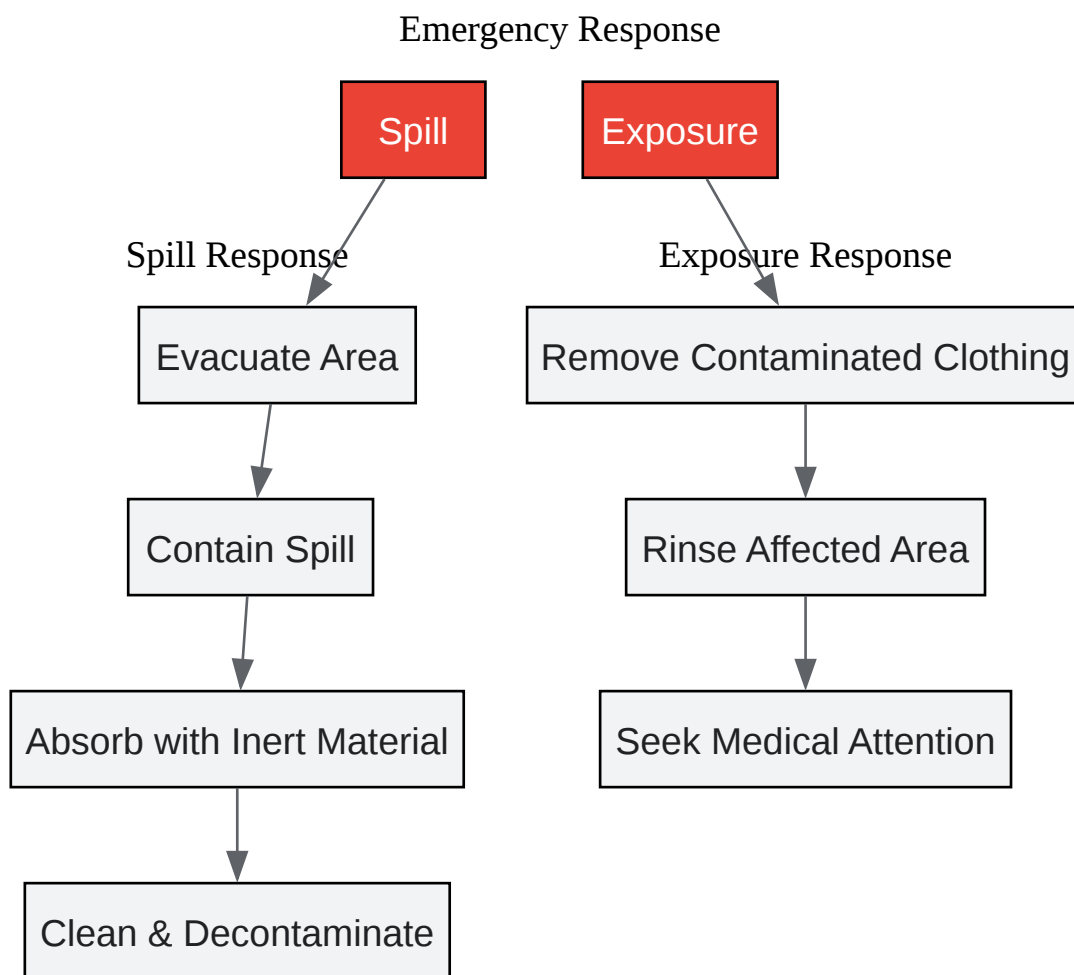 Emergency Response
Spill
Exposure
Spill Response
Exposure Response
Evacuate Area
Remove Contaminated Clothing
Contain Spill
Rinse Affected Area
Absorb with Inert Material
Seek Medical Attention
Clean & Decontaminate